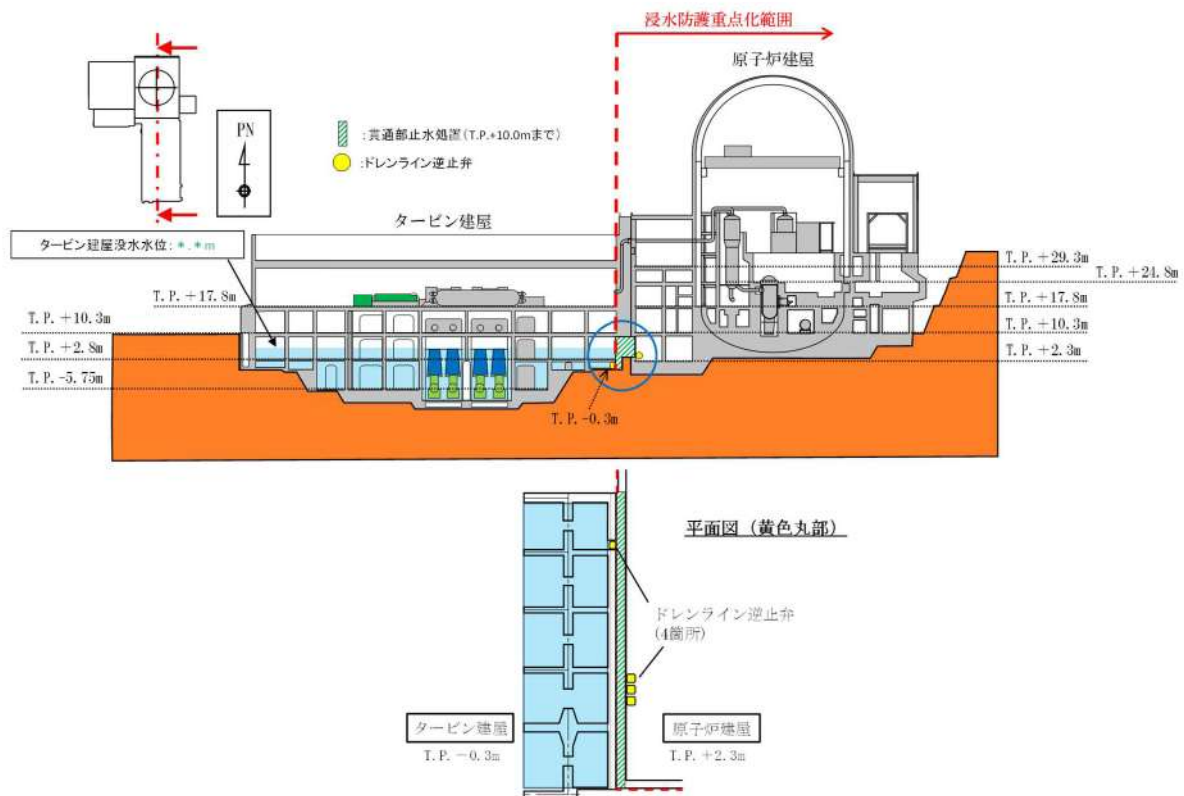 浸水防護重点化範囲
原子炉建屋
PN
:貫通部止水処置(T.P.+10.0mまで)
:ドレンライン逆止弁
タービン建屋
タービン建屋没水水位:*.*m
T.P.+29.3m
T.P.+24.8m
T.P.+17.8m
T.P.+17.8m
T.P.+10.3m
T.P.+10.3m
T.P.+2.8m
T.P.+2.3m
T.P.-5.75m
T.P.-0.3m
平面図(黄色丸部)
ドレンライン逆止弁
(4箇所)
タービン建屋
原子炉建屋
T.P.-0.3m
T.P.+2.3m